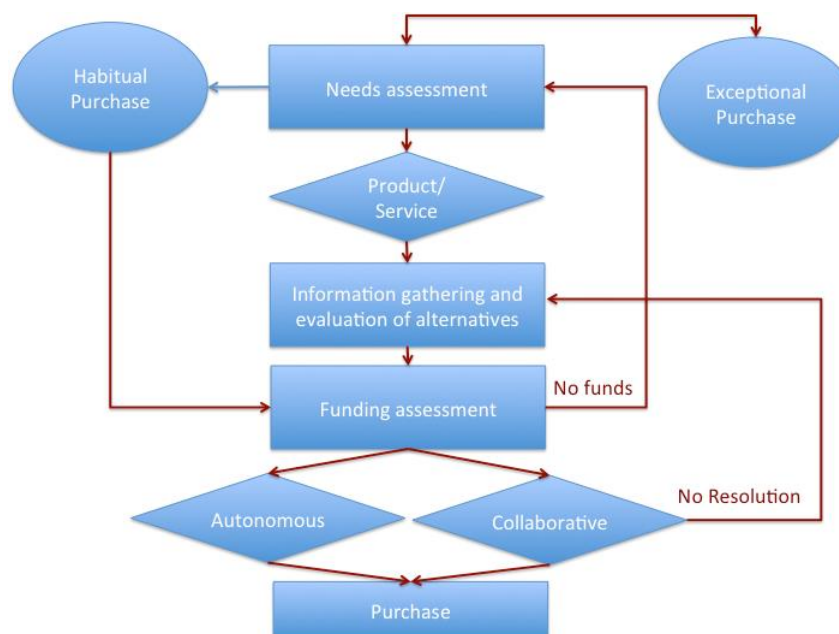 Habitual
Purchase
Needs assessment
Exceptional
Purchase
Product/
Service
Information gathering and
evaluation of alternatives
No funds
Funding assessment
No Resolution
Autonomous
Collaborative
Purchase